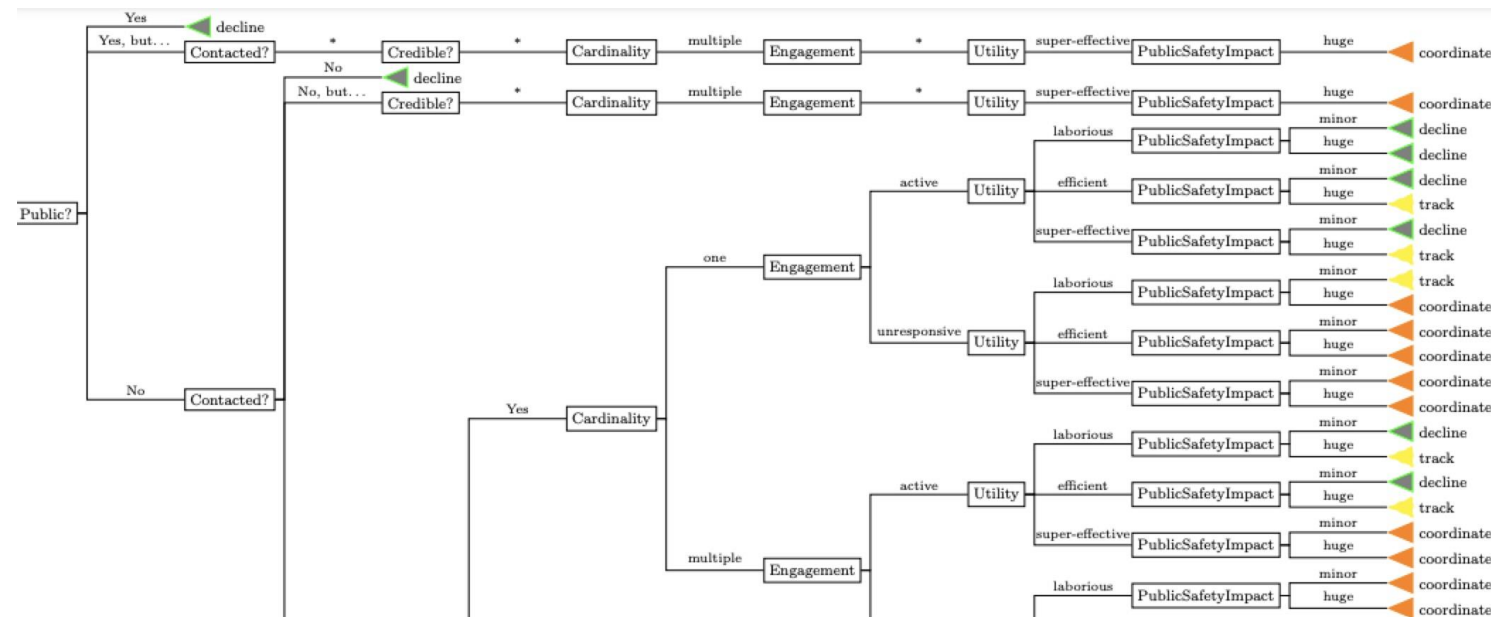 Yes decline
Yes, but... Contacted? * Credible? * Cardinality multiple Engagement * Utility super-effective PublicSafetyImpact huge coordinate
No decline
No, but... Credible? * Cardinality multiple Engagement * Utility super-effective PublicSafetyImpact huge coordinate
minor decline
laborious PublicSafetyImpact huge decline
minor decline
active Utility efficient PublicSafetyImpact huge track
Public?
minor decline
super-effective PublicSafetyImpact huge track
one Engagement
minor track
laborious PublicSafetyImpact huge coordinate
minor coordinate
unresponsive Utility efficient PublicSafetyImpact huge coordinate
minor coordinate
super-effective PublicSafetyImpact huge coordinate
No Contacted?
Yes Cardinality
minor decline
laborious PublicSafetyImpact huge track
minor decline
active Utility efficient PublicSafetyImpact huge track
minor coordinate
super-effective PublicSafetyImpact huge coordinate
multiple Engagement
minor coordinate
laborious PublicSafetyImpact huge coordinate